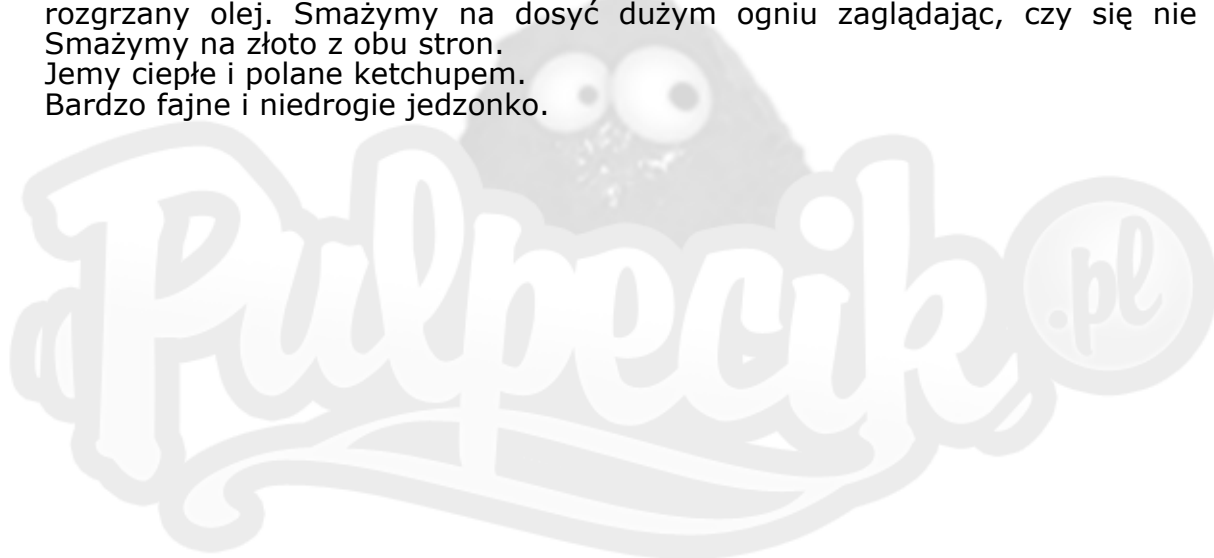 rozgrzany olej. Smażymy na dosyć dużym ogniu zaglądając, czy się nie
Smażymy na złoto z obu stron.
Jemy ciepłe i polane ketchupem.
Bardzo fajne i niedrogie jedzonko.
Pulpecik.pl